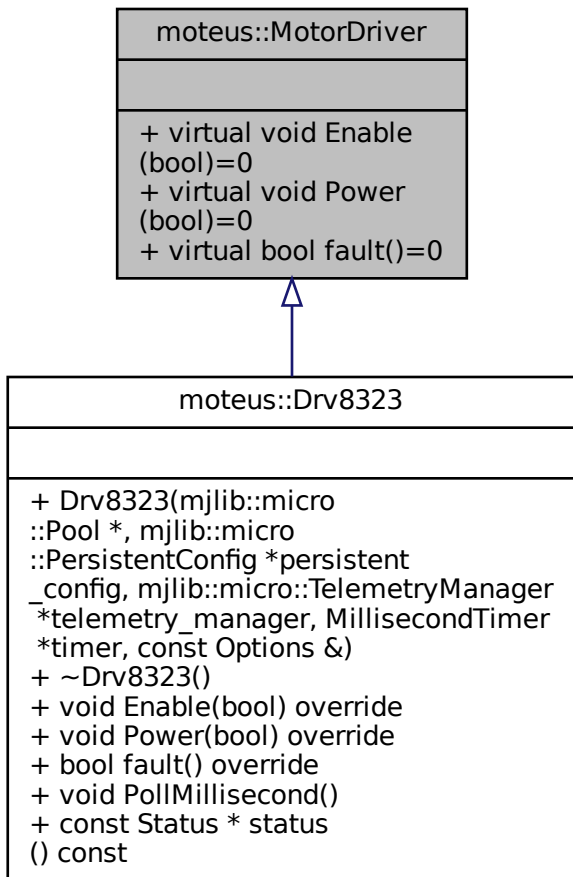 moteus::MotorDriver
+ virtual void Enable
(bool)=0
+ virtual void Power
(bool)=0
+ virtual bool fault()=0
moteus::Drv8323
+ Drv8323(mjlib::micro
::Pool *, mjlib::micro
::PersistentConfig *persistent
_config, mjlib::micro::TelemetryManager
*telemetry_manager, MillisecondTimer
*timer, const Options &)
+ ~Drv8323()
+ void Enable(bool) override
+ void Power(bool) override
+ bool fault() override
+ void PollMillisecond()
+ const Status * status
() const